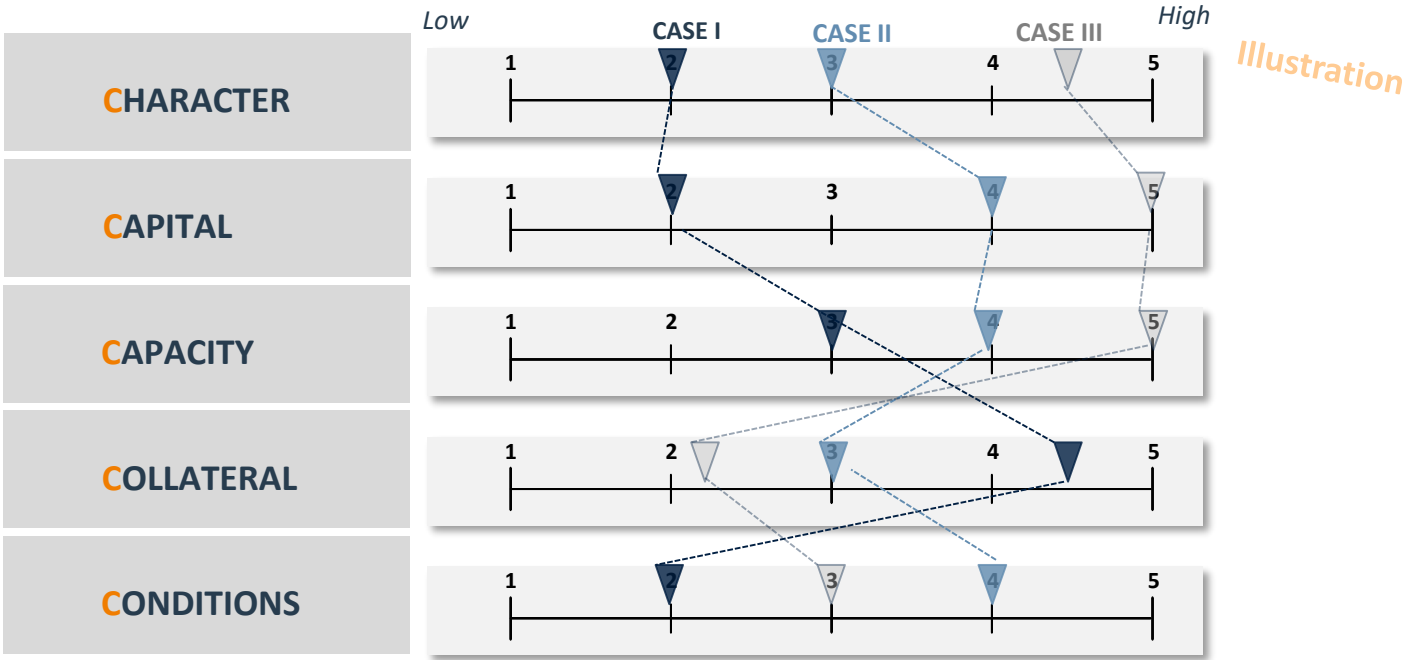 Low
High
CASE I
CASE II
CASE III
Illustration
CHARACTER
1 2 3 4 5
CAPITAL
1 2 3 4 5
CAPACITY
1 2 3 4 5
COLLATERAL
1 2 3 4 5
CONDITIONS
1 2 3 4 5